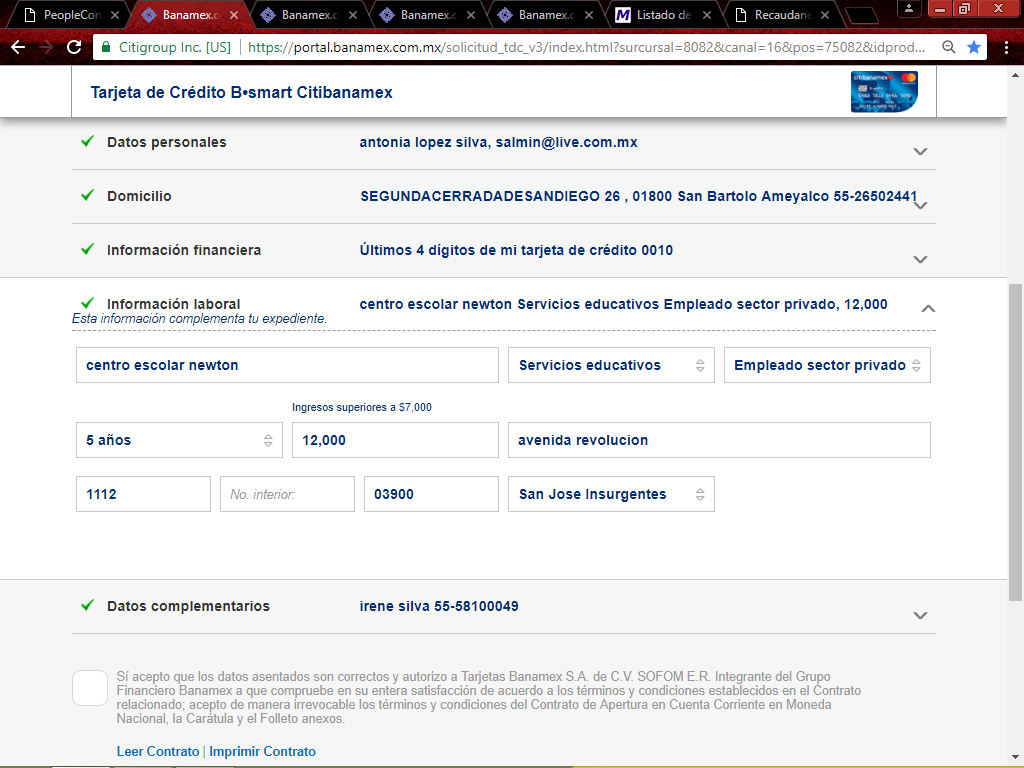 PeopleCon
Banamex.c
Banamex.c
Banamex.c
Banamex.c
Listado de
Recaudane
Citigroup Inc. [US] https://portal.banamex.com.mx/solicitud_tdc_v3/index.html?surcursal=8082&canal=16&pos=75082&idprod...
Tarjeta de Crédito B•smart Citibanamex
citibanamex
Datos personales antonia lopez silva, salmin@live.com.mx
Domicilio SEGUNDACERRADADESANDIEGO 26 , 01800 San Bartolo Ameyalco 55-26502441
Información financiera Últimos 4 dígitos de mi tarjeta de crédito 0010
Información laboral centro escolar newton Servicios educativos Empleado sector privado, 12,000
Esta información complementa tu expediente.
centro escolar newton Servicios educativos Empleado sector privado
Ingresos superiores a $7,000
5 años 12,000 avenida revolucion
1112 No. interior: 03900 San Jose Insurgentes
Datos complementarios irene silva 55-58100049
Sí acepto que los datos asentados son correctos y autorizo a Tarjetas Banamex S.A. de C.V. SOFOM E.R. Integrante del Grupo
Financiero Banamex a que compruebe en su entera satisfacción de acuerdo a los términos y condiciones establecidos en el Contrato
relacionado; acepto de manera irrevocable los términos y condiciones del Contrato de Apertura en Cuenta Corriente en Moneda
Nacional, la Carátula y el Folleto anexos.
Leer Contrato | Imprimir Contrato